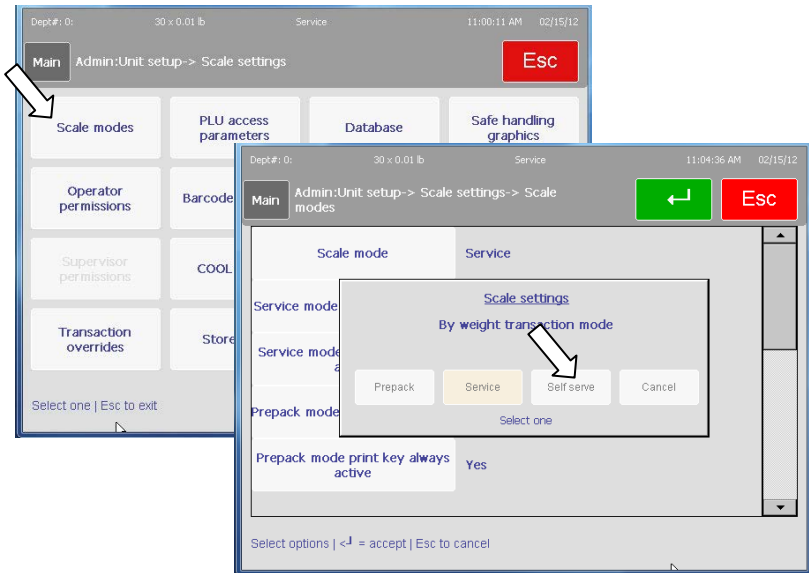 Dept#: 0: 30 x 0.01 lb Service 11:00:11 AM 02/15/12
Main Admin:Unit setup-> Scale settings Esc
Scale modes
PLU access
parameters
Database
Safe handling
graphics
Operator
permissions
Barcode
Supervisor
permissions
COOL
Transaction
overrides
Store
Select one | Esc to exit
Dept#: 0: 30 x 0.01 lb Service 11:04:36 AM 02/15/12
Main Admin:Unit setup-> Scale settings-> Scale
modes
Esc
Scale mode Service
Service mode
Service mode
a
Prepack mode
Prepack mode print key always
active
Yes
Scale settings
By weight transaction mode
Prepack Service Self serve Cancel
Select one
Select options | <┘ = accept | Esc to cancel